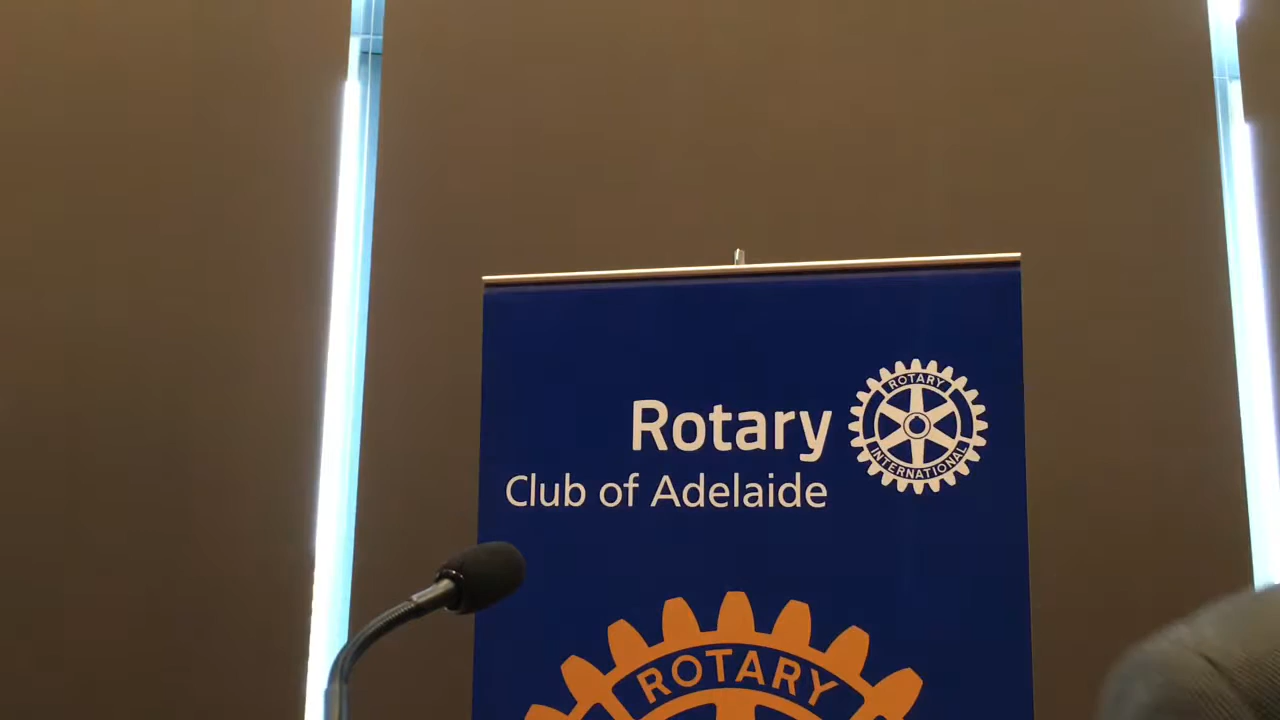 Rotary
Club of Adelaide
ROTARY
INTERNATIONAL
ROTARY